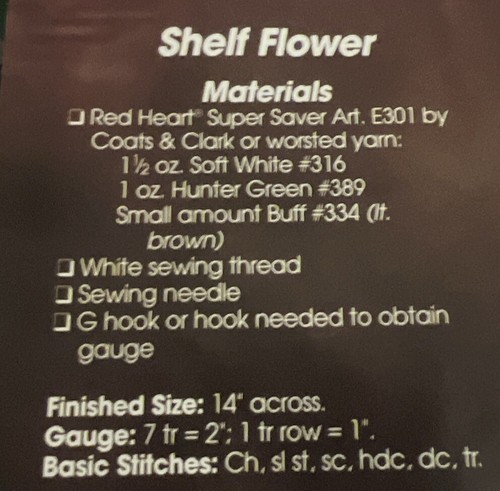 Shelf Flower
Materials
❑ Red Heart® Super Saver Art. E301 by
Coats & Clark or worsted yarn:
1½ oz. Soft White #316
1 oz. Hunter Green #389
Small amount Buff #334 (lt.
brown)
❑ White sewing thread
❑ Sewing needle
❑ G hook or hook needed to obtain
gauge
Finished Size: 14" across.
Gauge: 7 tr = 2"; 1 tr row = 1".
Basic Stitches: Ch, sl st, sc, hdc, dc, tr.